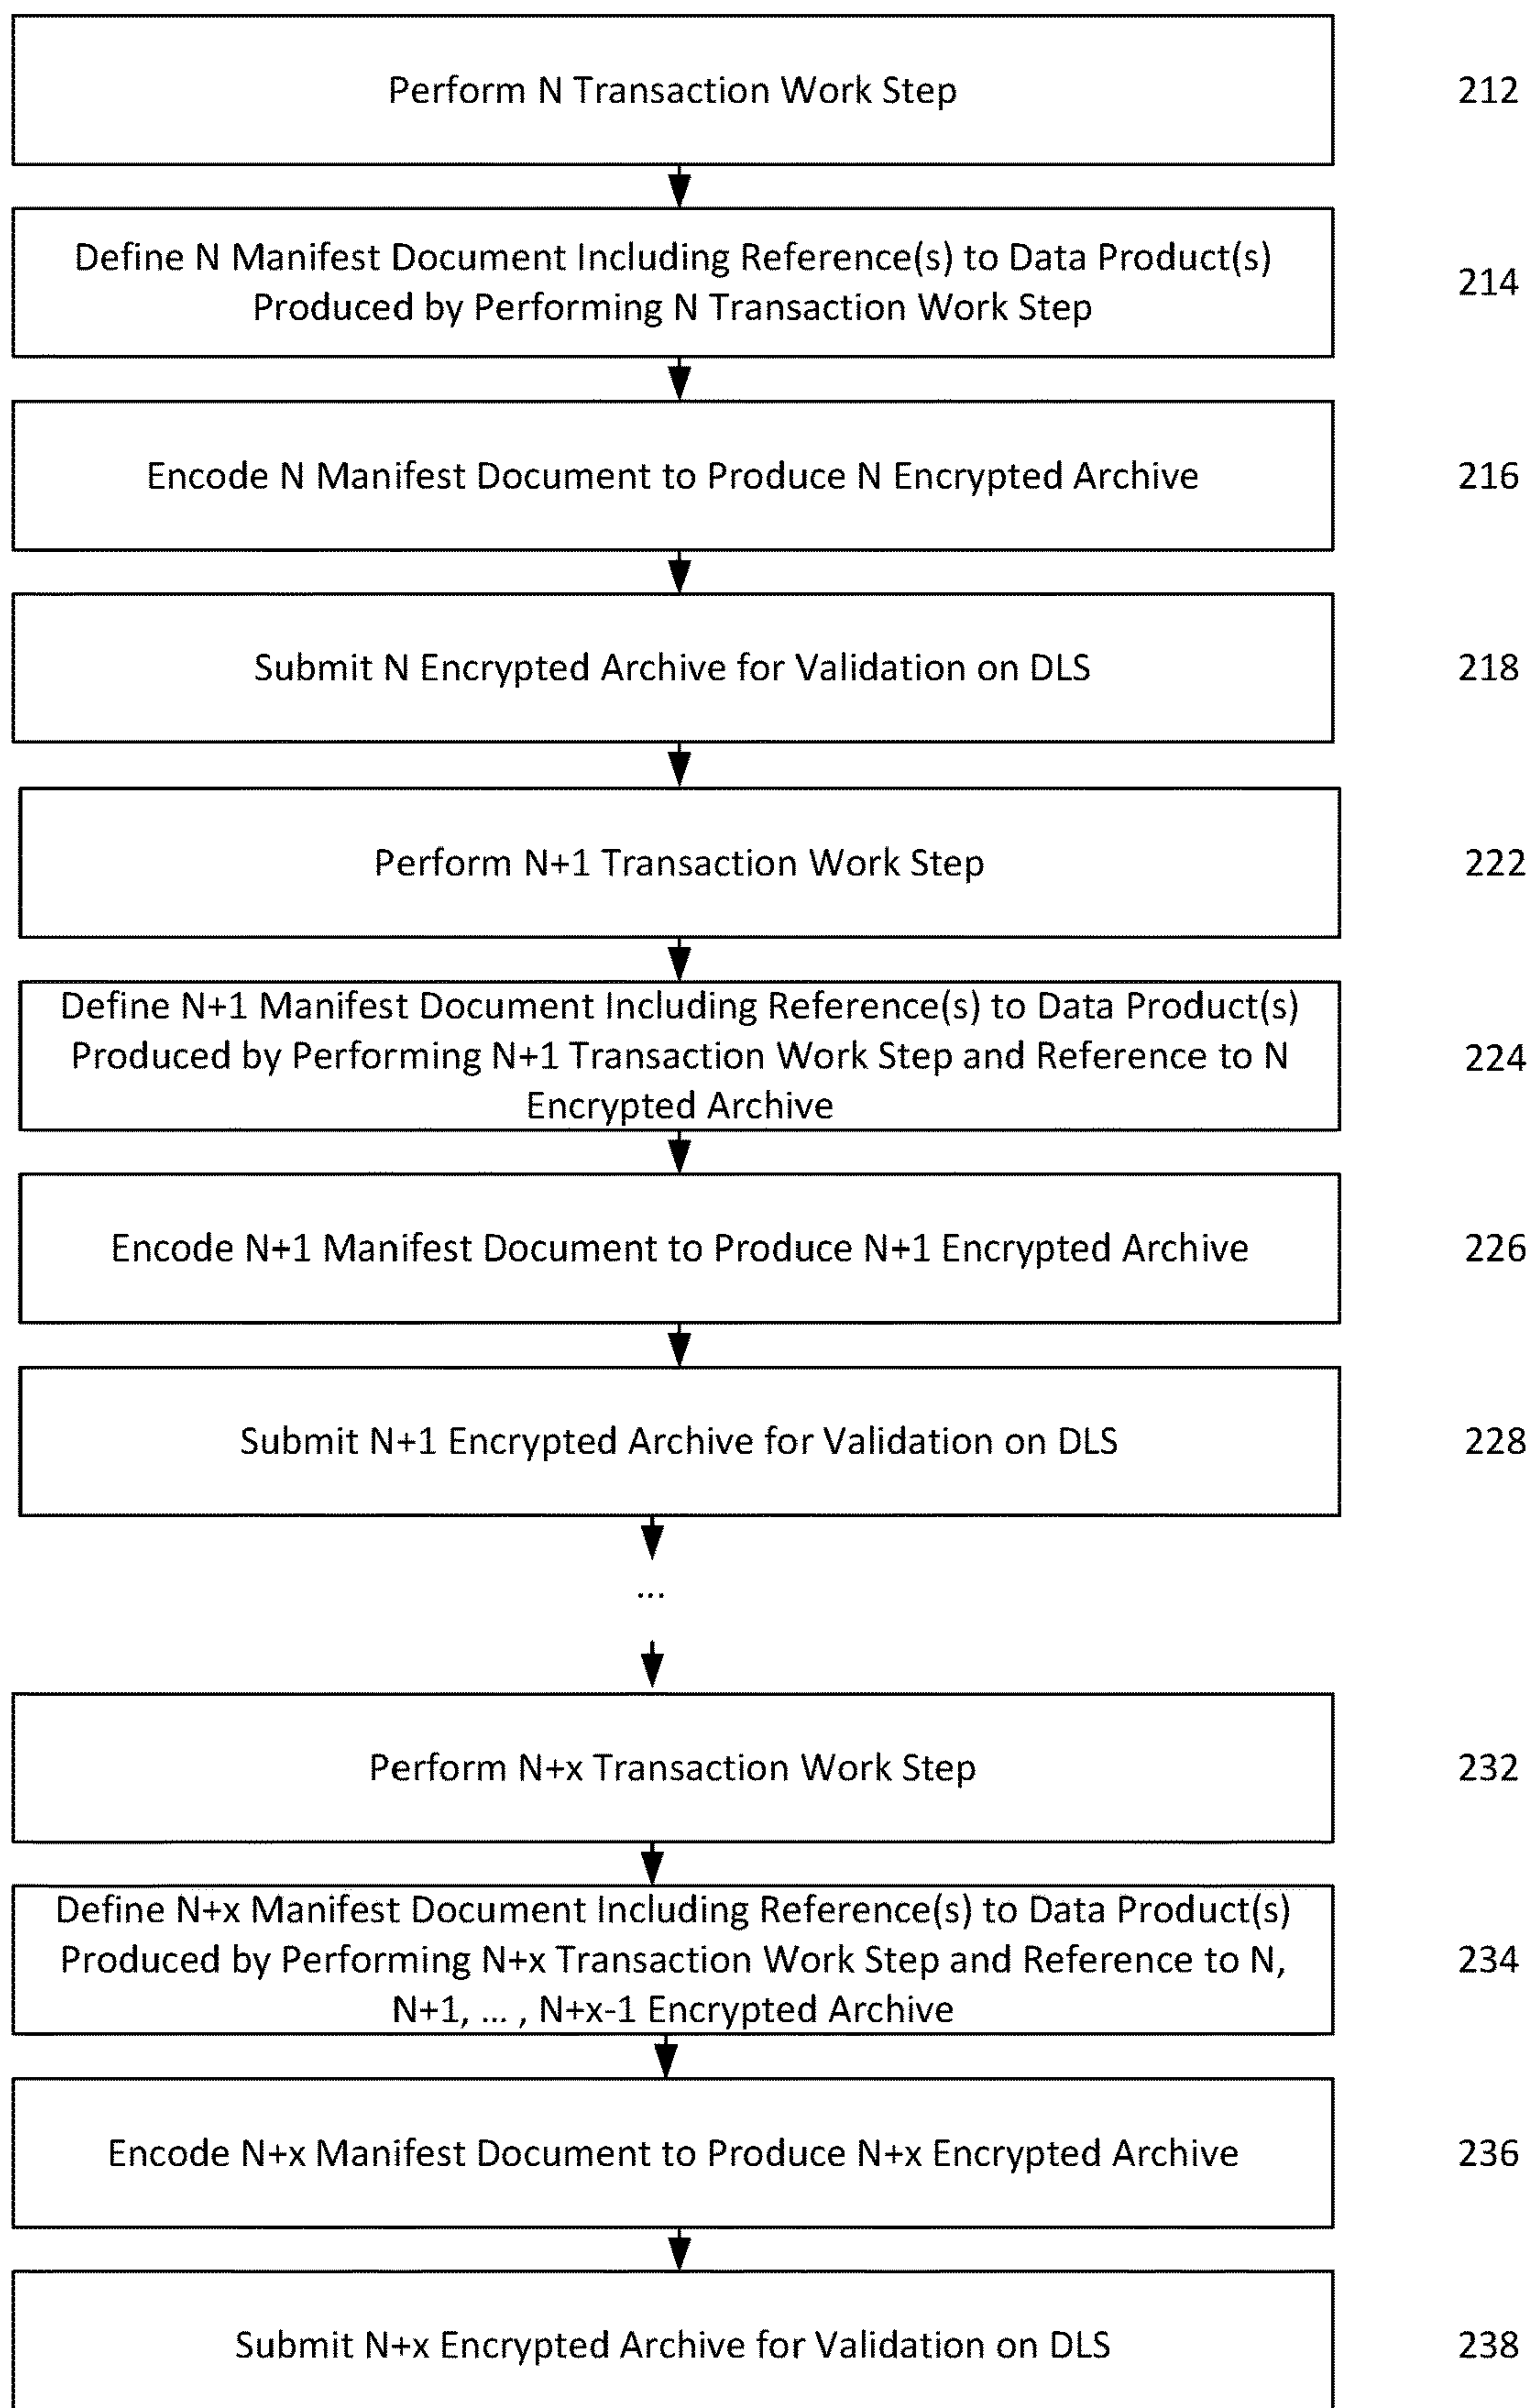 Perform N Transaction Work Step
212
Define N Manifest Document Including Reference(s) to Data Product(s)
Produced by Performing N Transaction Work Step
214
Encode N Manifest Document to Produce N Encrypted Archive
216
Submit N Encrypted Archive for Validation on DLS
218
Perform N+1 Transaction Work Step
222
Define N+1 Manifest Document Including Reference(s) to Data Product(s)
Produced by Performing N+1 Transaction Work Step and Reference to N
Encrypted Archive
224
Encode N+1 Manifest Document to Produce N+1 Encrypted Archive
226
Submit N+1 Encrypted Archive for Validation on DLS
228
...
Perform N+x Transaction Work Step
232
Define N+x Manifest Document Including Reference(s) to Data Product(s)
Produced by Performing N+x Transaction Work Step and Reference to N,
N+1, ... , N+x-1 Encrypted Archive
234
Encode N+x Manifest Document to Produce N+x Encrypted Archive
236
Submit N+x Encrypted Archive for Validation on DLS
238